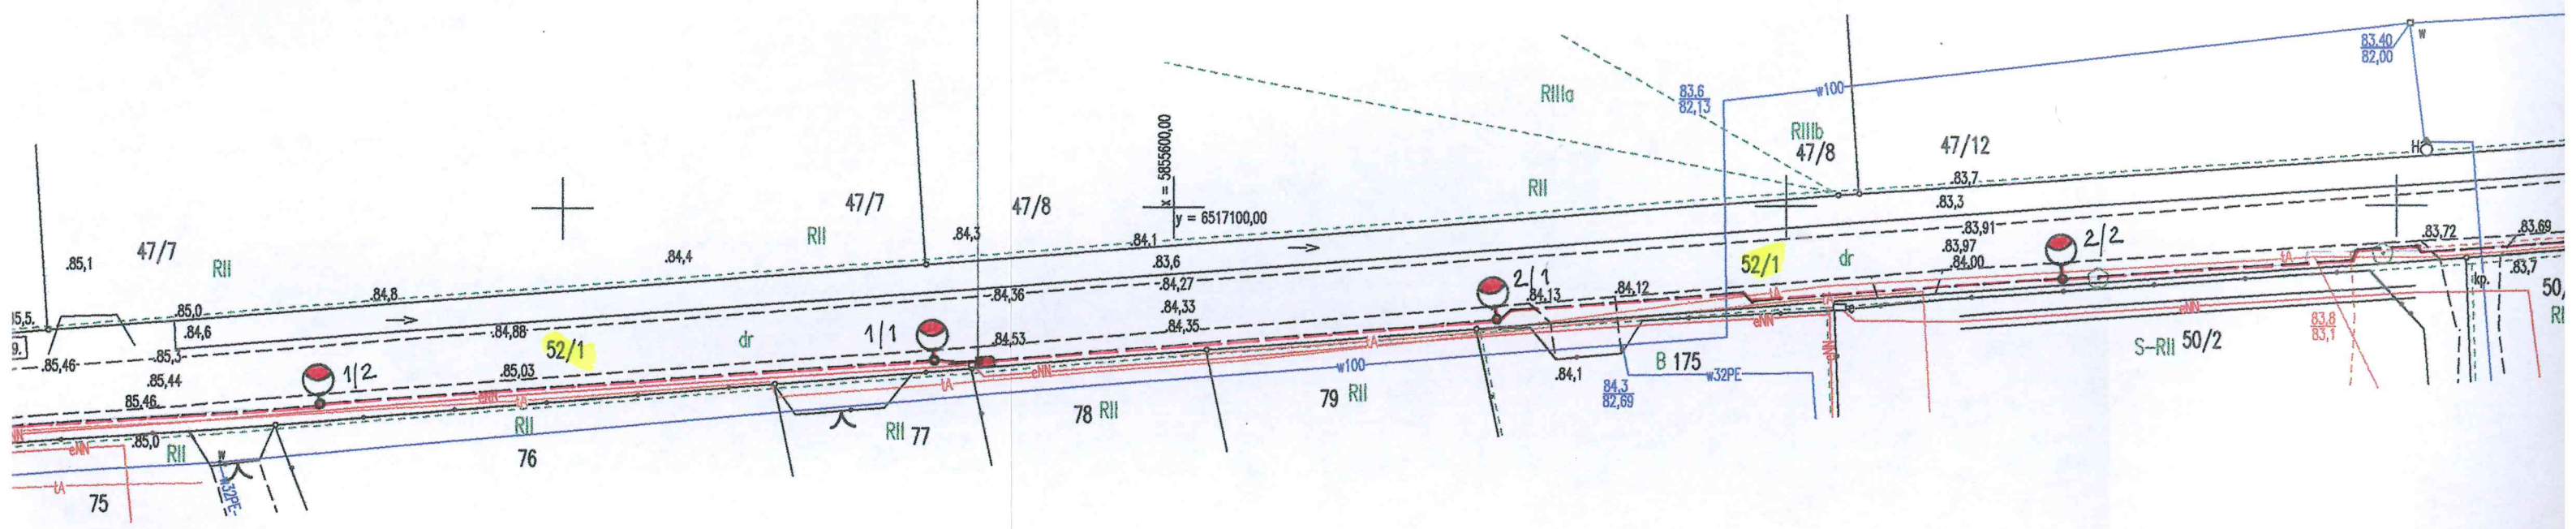 83.40
82,00
w
83.6
82,13
w100
RIIIa
RIIIb
47/8
47/12
H
x = 5855600,00
y = 6517100,00
RII
.83,7
.83,3
47/7
47/8
RII
.84,3
.84,1
47/7
.85,1
RII
.84,4
.83,6
.83,91
.83,97
.84.00
2/2
.83,72
.83.69
.83,7
52/1
dr
.85,0
.84,8
.84,6
.84,88
.84,36
.84,27
.84,33
.84,35
.84,53
2/1
.84,13
.84,12
tA
tA
kp.
50/
9.
.85,46
.85,3
.85,44
.85,46
52/1
dr
1/1
1/2
.85,03
eNN
tA
tA
eNN
tA
w100
eNN
eNN
eNN
83.8
83,1
S-RII 50/2
B 175
.84,1
84.3
82,69
w32PE
79 RII
78 RII
RII 77
RII
76
.85,0
RII
w
w32PE
eNN
tA
75